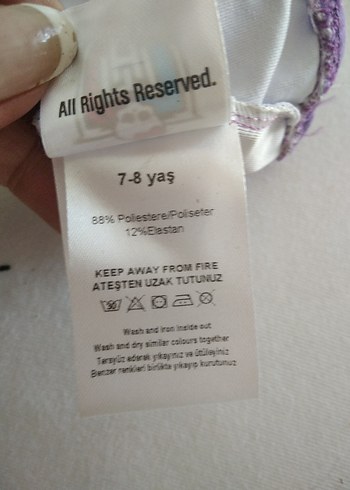 All Rights Reserved.
7-8 yaş
88% Poliestere/Poliseter
12%Elastan
KEEP AWAY FROM FIRE
ATEŞTEN UZAK TUTUNUZ
Wash and Iron Inside out
Wash and dry similar colours together
Tersyüz ederek yıkayınız ve ütüleyiniz
Benzer renkleri birlikte yıkayıp kurutunuz